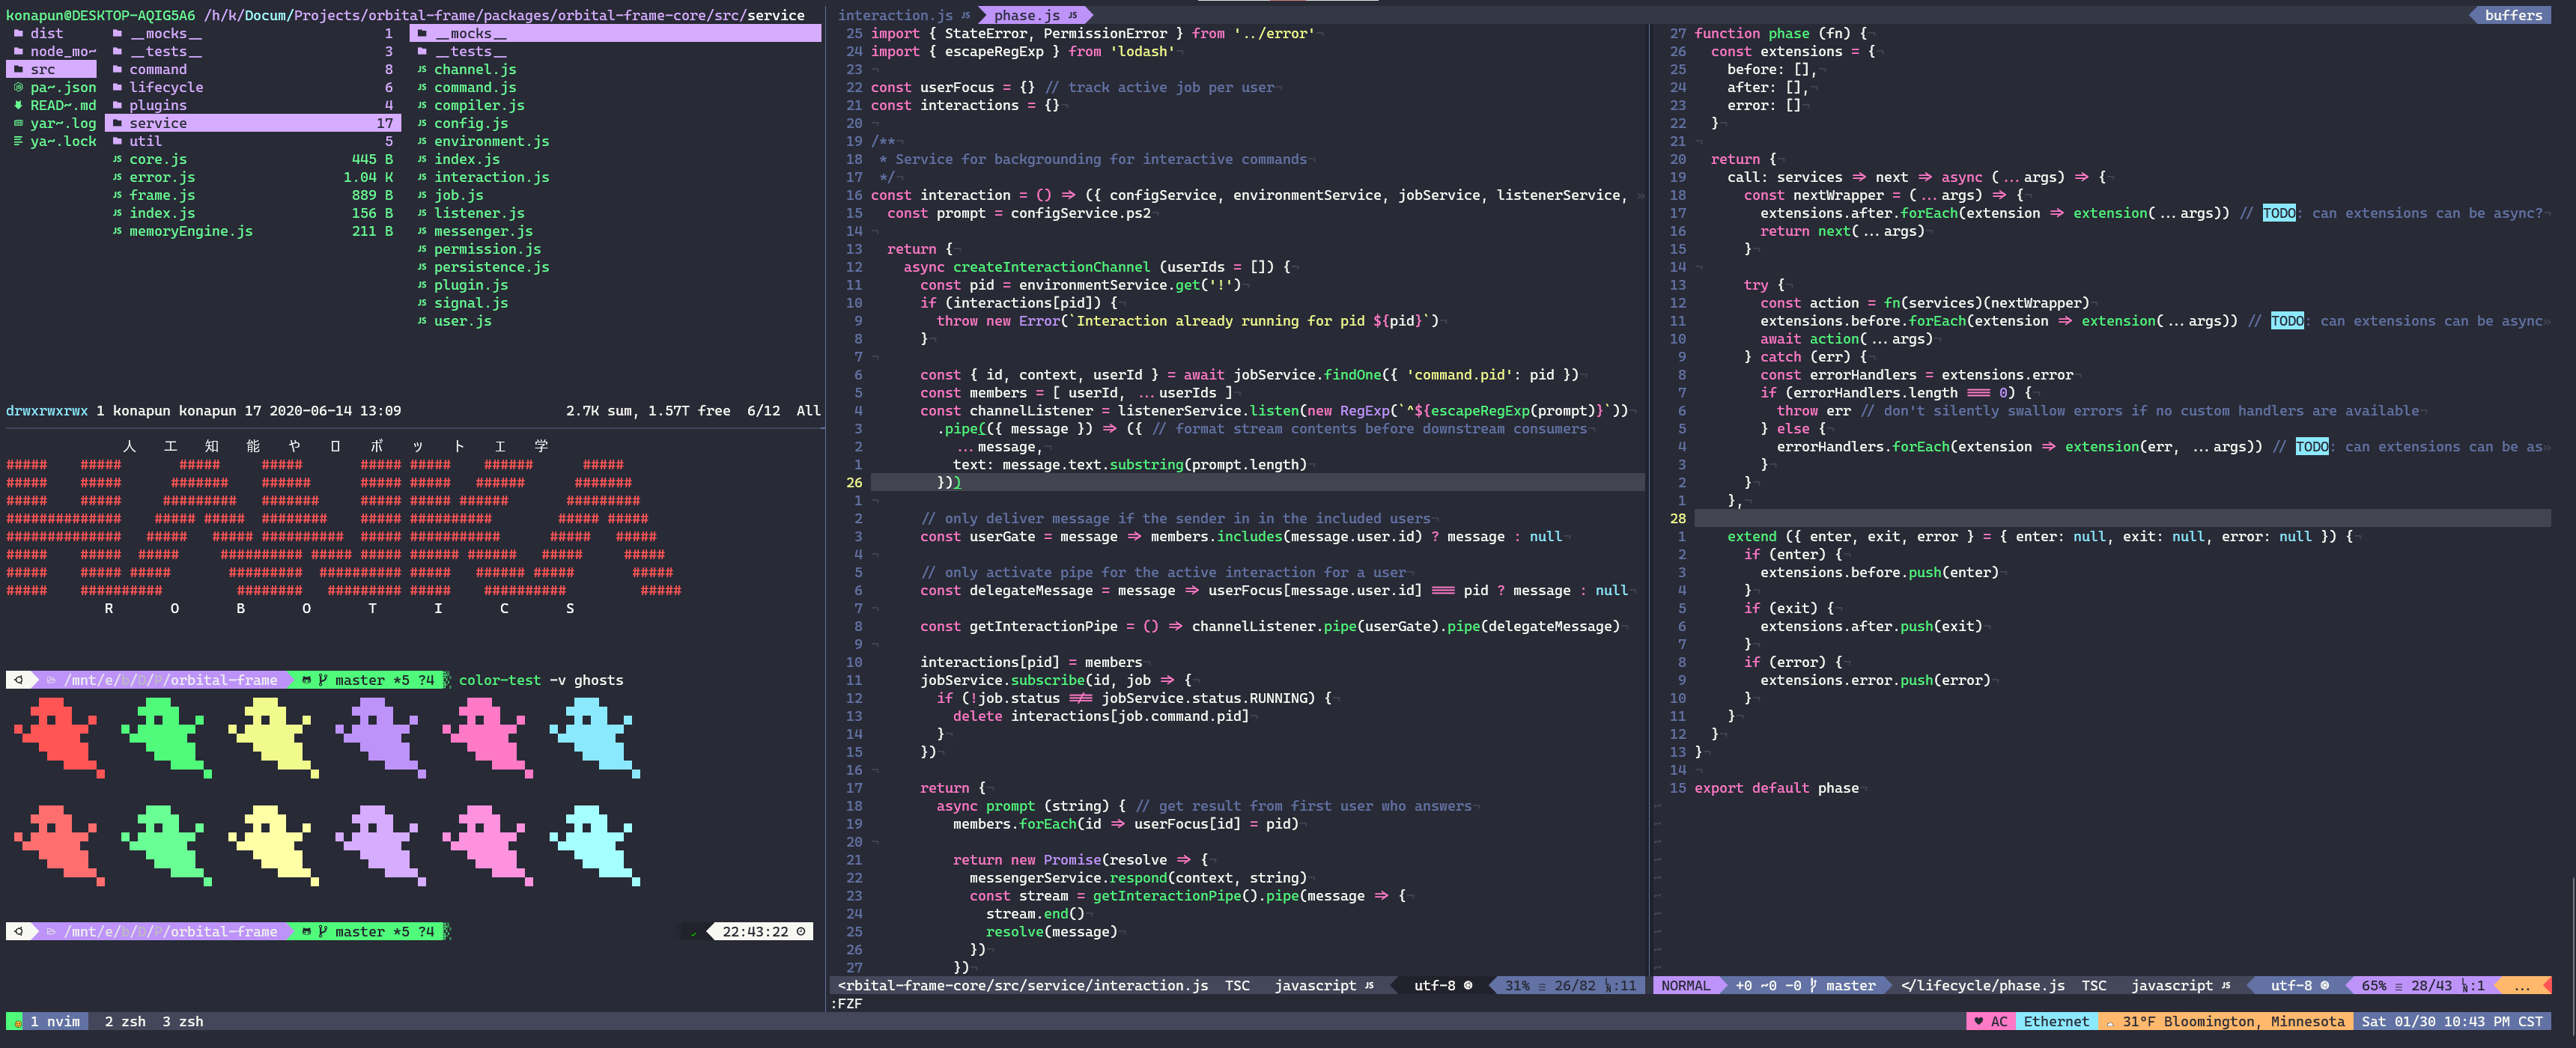 konapun@DESKTOP-AQIG5A6 /h/k/Docum/Projects/orbital-frame/packages/orbital-frame-core/src/service
dist
node_mo~
src
pa~.json
READ~.md
yar~.log
ya~.lock
__mocks__ 1
__tests__ 3
command 8
lifecycle 6
plugins 4
service 17
util 5
core.js 445 B
error.js 1.04 K
frame.js 889 B
index.js 156 B
memoryEngine.js 211 B
__mocks__
__tests__
channel.js
command.js
compiler.js
config.js
environment.js
index.js
interaction.js
job.js
listener.js
messenger.js
permission.js
persistence.js
plugin.js
signal.js
user.js
drwxrwxrwx 1 konapun konapun 17 2020-06-14 13:09 2.7K sum, 1.57T free 6/12 All
人 工 知 能 や ロ ボ ッ ト エ 学
R O B O T I C S
/mnt/e/b/D/P/orbital-frame master *5 ?4 color-test -v ghosts
/mnt/e/b/D/P/orbital-frame master *5 ?4 22:43:22
interaction.js JS phase.js JS buffers
25 import { StateError, PermissionError } from '../error'
24 import { escapeRegExp } from 'lodash'
23
22 const userFocus = {} // track active job per user
21 const interactions = {}
20
19 /**
18 * Service for backgrounding for interactive commands
17 */
16 const interaction = () => ({ configService, environmentService, jobService, listenerService,
15 const prompt = configService.ps2
14
13 return {
12 async createInteractionChannel (userIds = []) {
11 const pid = environmentService.get('!')
10 if (interactions[pid]) {
9 throw new Error(`Interaction already running for pid ${pid}`)
8 }
7
6 const { id, context, userId } = await jobService.findOne({ 'command.pid': pid })
5 const members = [ userId, ...userIds ]
4 const channelListener = listenerService.listen(new RegExp(`^${escapeRegExp(prompt)}`))
3 .pipe(({ message }) => ({ // format stream contents before downstream consumers
2 ...message,
1 text: message.text.substring(prompt.length)
26 }))
1
2 // only deliver message if the sender in in the included users
3 const userGate = message => members.includes(message.user.id) ? message : null
4
5 // only activate pipe for the active interaction for a user
6 const delegateMessage = message => userFocus[message.user.id] === pid ? message : null
7
8 const getInteractionPipe = () => channelListener.pipe(userGate).pipe(delegateMessage)
9
10 interactions[pid] = members
11 jobService.subscribe(id, job => {
12 if (!job.status !== jobService.status.RUNNING) {
13 delete interactions[job.command.pid]
14 }
15 })
16
17 return {
18 async prompt (string) { // get result from first user who answers
19 members.forEach(id => userFocus[id] = pid)
20
21 return new Promise(resolve => {
22 messengerService.respond(context, string)
23 const stream = getInteractionPipe().pipe(message => {
24 stream.end()
25 resolve(message)
26 })
27 })
<rbital-frame-core/src/service/interaction.js TSC javascript JS utf-8 31% ≡ 26/82 :11
:FZF
27 function phase (fn) {
26 const extensions = {
25 before: [],
24 after: [],
23 error: []
22 }
21
20 return {
19 call: services => next => async (...args) => {
18 const nextWrapper = (...args) => {
17 extensions.after.forEach(extension => extension(...args)) // TODO: can extensions can be async?
16 return next(...args)
15 }
14
13 try {
12 const action = fn(services)(nextWrapper)
11 extensions.before.forEach(extension => extension(...args)) // TODO: can extensions can be async
10 await action(...args)
9 } catch (err) {
8 const errorHandlers = extensions.error
7 if (errorHandlers.length === 0) {
6 throw err // don't silently swallow errors if no custom handlers are available
5 } else {
4 errorHandlers.forEach(extension => extension(err, ...args)) // TODO: can extensions can be as
3 }
2 }
1 },
28
1 extend ({ enter, exit, error } = { enter: null, exit: null, error: null }) {
2 if (enter) {
3 extensions.before.push(enter)
4 }
5 if (exit) {
6 extensions.after.push(exit)
7 }
8 if (error) {
9 extensions.error.push(error)
10 }
11 }
12 }
13 }
14
15 export default phase
NORMAL +0 ~0 -0 master </lifecycle/phase.js TSC javascript JS utf-8 65% ≡ 28/43 :1 ...
1 nvim 2 zsh 3 zsh ♥ AC Ethernet 31°F Bloomington, Minnesota Sat 01/30 10:43 PM CST